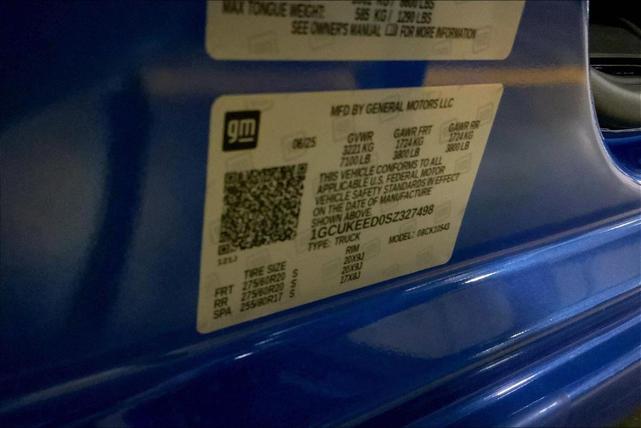 MAX TONGUE WEIGHT: 585 KG / 1290 LBS
SEE OWNER'S MANUAL FOR MORE INFORMATION
gm
MFD BY GENERAL MOTORS LLC
06/25 GVWR GAWR FRT GAWR RR
3221 KG 1724 KG 1724 KG
7100 LB 3800 LB 3800 LB
THIS VEHICLE CONFORMS TO ALL
APPLICABLE U.S. FEDERAL MOTOR
VEHICLE SAFETY STANDARDS IN EFFECT
ON THE DATE OF MANUFACTURE
SHOWN ABOVE.
1GCUKEED0SZ327498
TYPE: TRUCK MODEL:
TIRE SIZE RIM
FRT 275/60R20 S 20X9J
RR 275/60R20 S 20X9J
SPA 255/80R17 S 17X8J